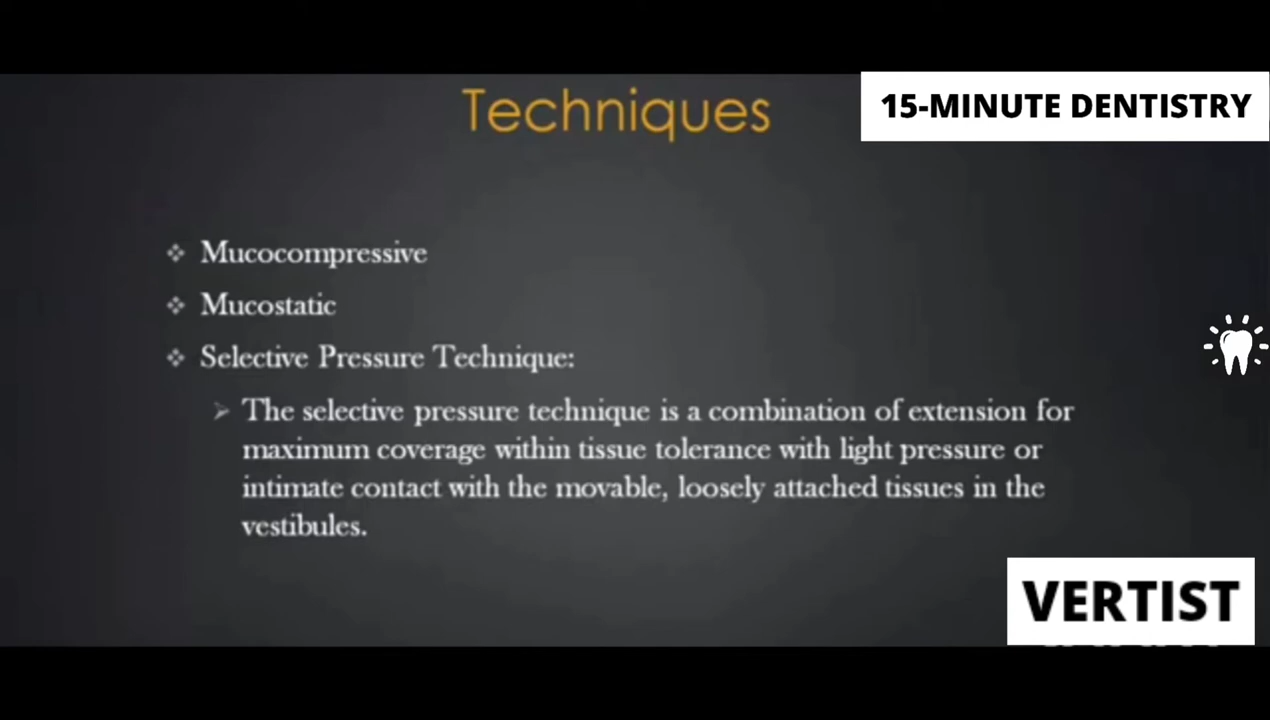 Techniques
15-MINUTE DENTISTRY
Mucocompressive
Mucostatic
Selective Pressure Technique:
The selective pressure technique is a combination of extension for
maximum coverage within tissue tolerance with light pressure or
intimate contact with the movable, loosely attached tissues in the
vestibules.
VERTIST